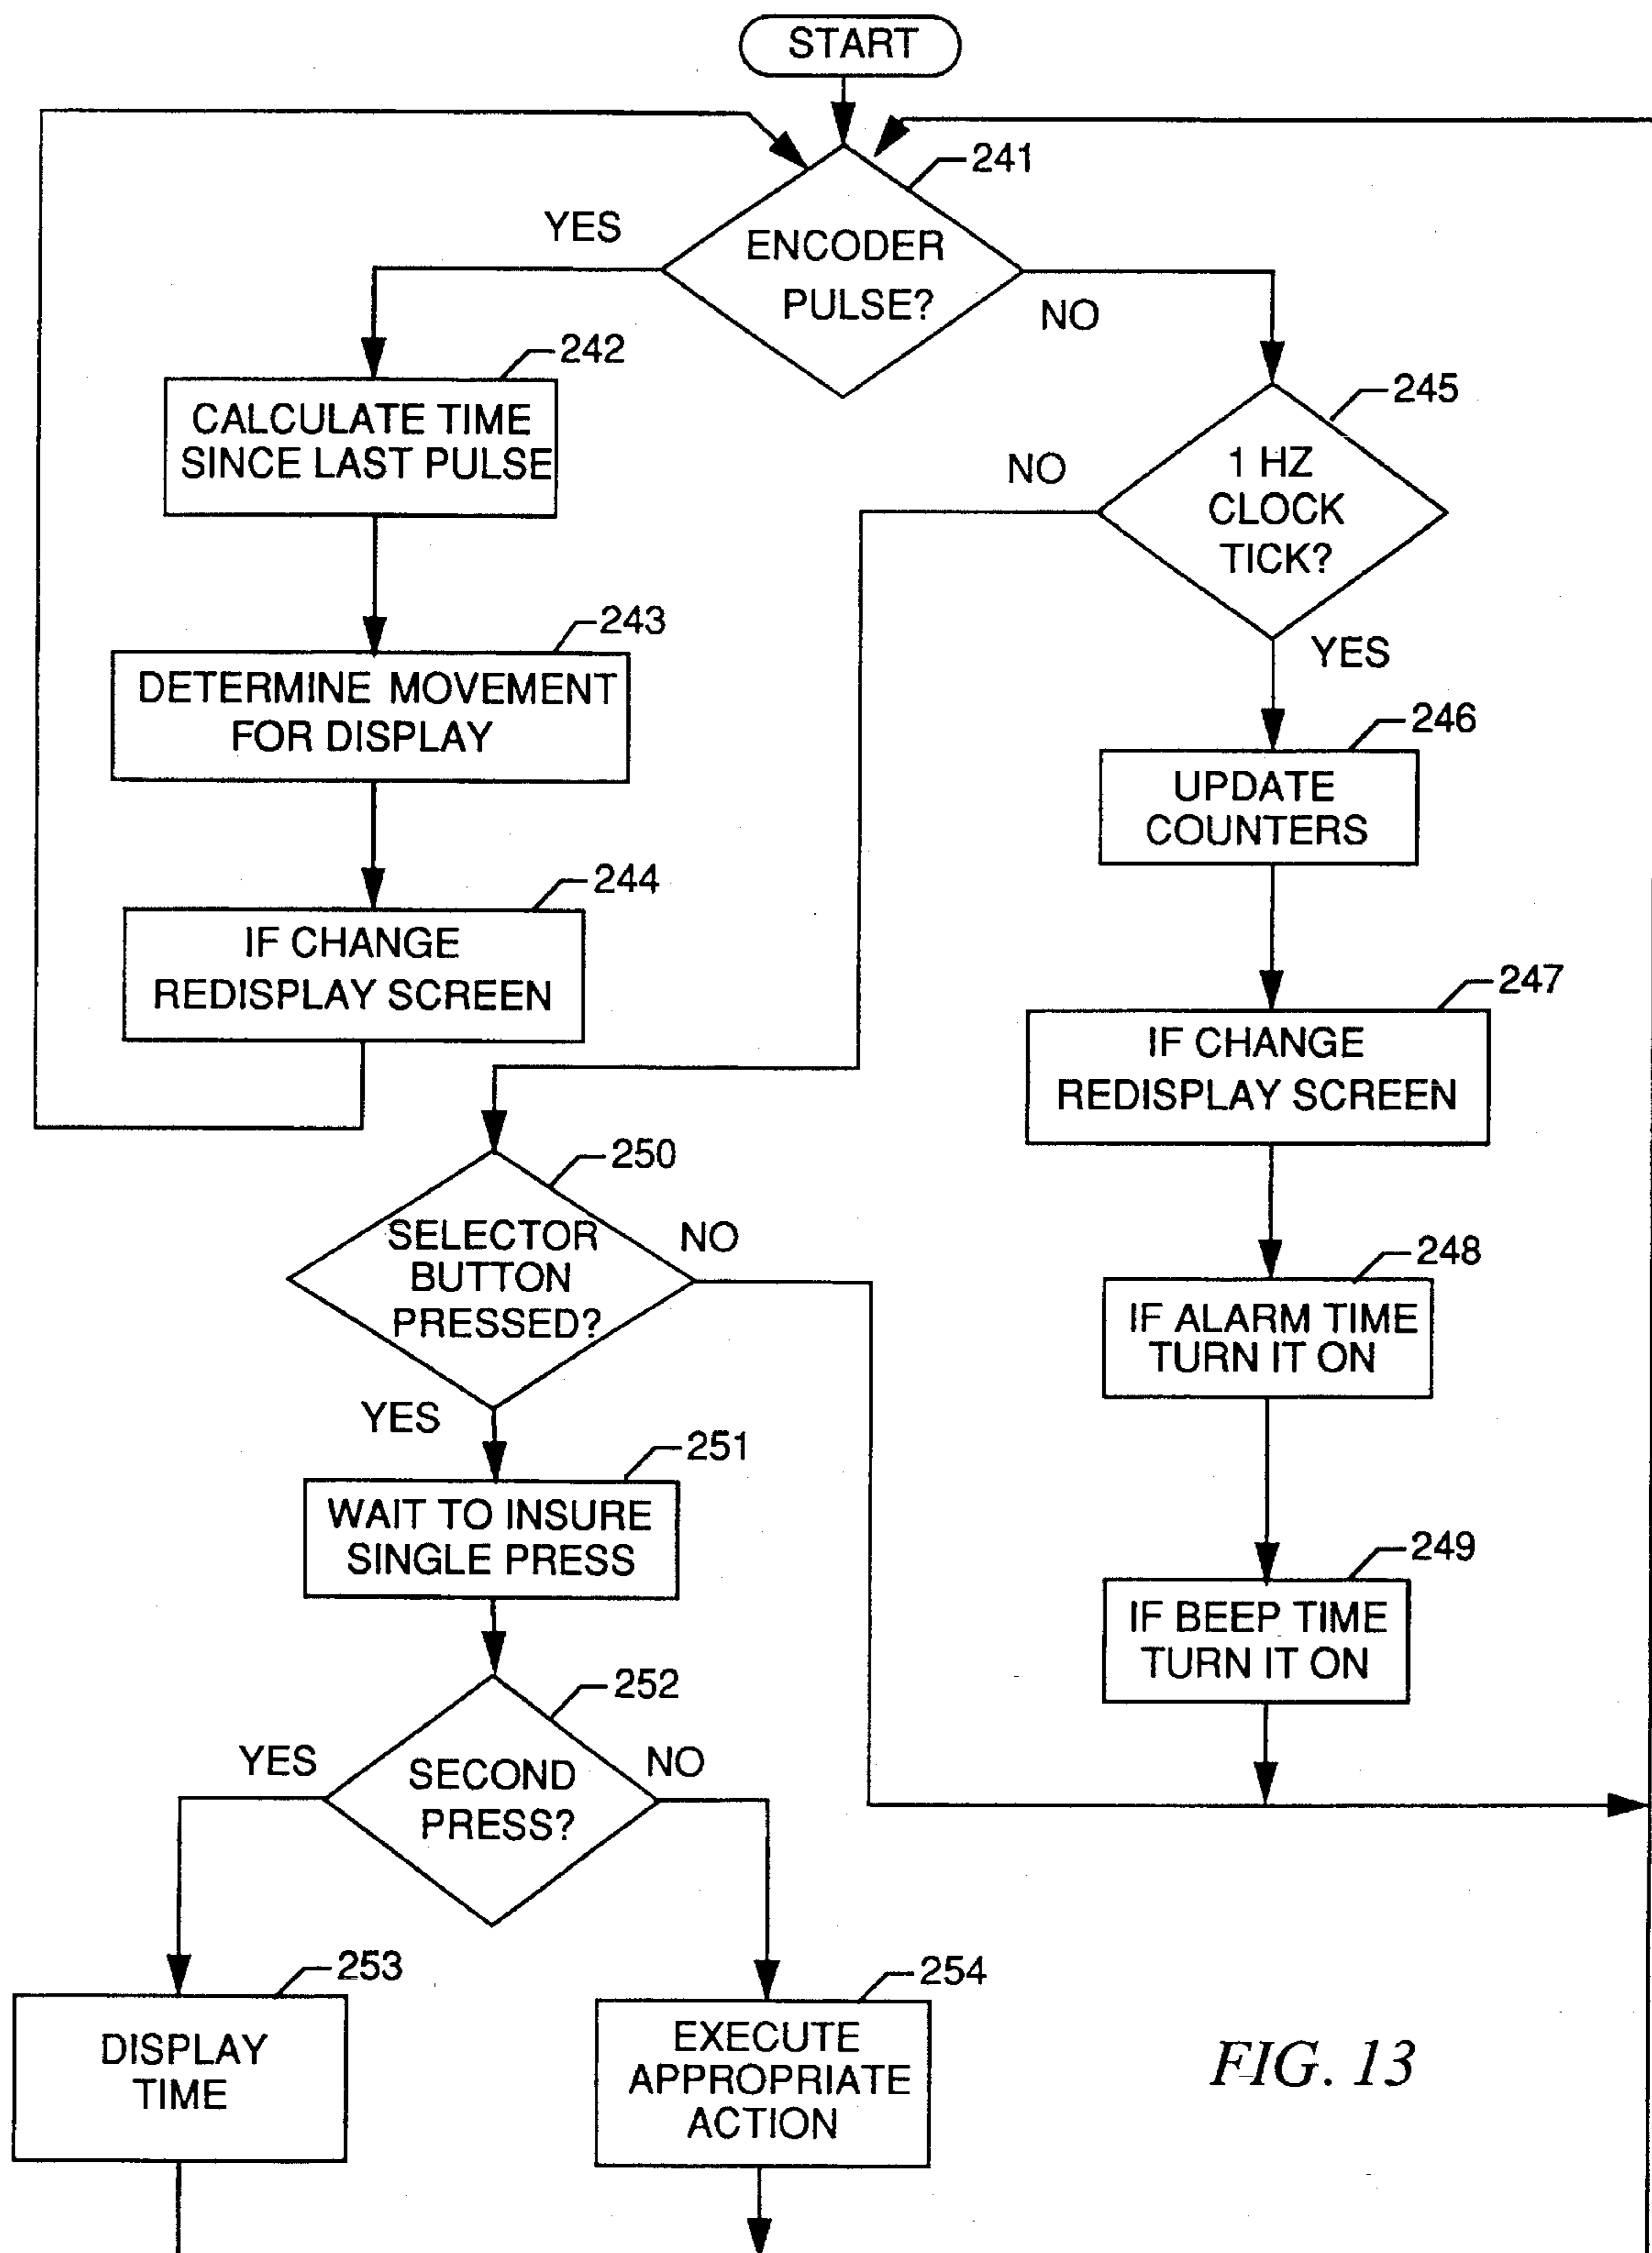 START
241
YES
ENCODER
PULSE?
NO
242
CALCULATE TIME
SINCE LAST PULSE
245
NO
1 HZ
CLOCK
TICK?
YES
243
DETERMINE MOVEMENT
FOR DISPLAY
246
UPDATE
COUNTERS
244
IF CHANGE
REDISPLAY SCREEN
247
IF CHANGE
REDISPLAY SCREEN
250
SELECTOR
BUTTON
PRESSED?
NO
YES
248
IF ALARM TIME
TURN IT ON
251
WAIT TO INSURE
SINGLE PRESS
249
IF BEEP TIME
TURN IT ON
252
YES
SECOND
PRESS?
NO
253
DISPLAY
TIME
254
EXECUTE
APPROPRIATE
ACTION
FIG. 13